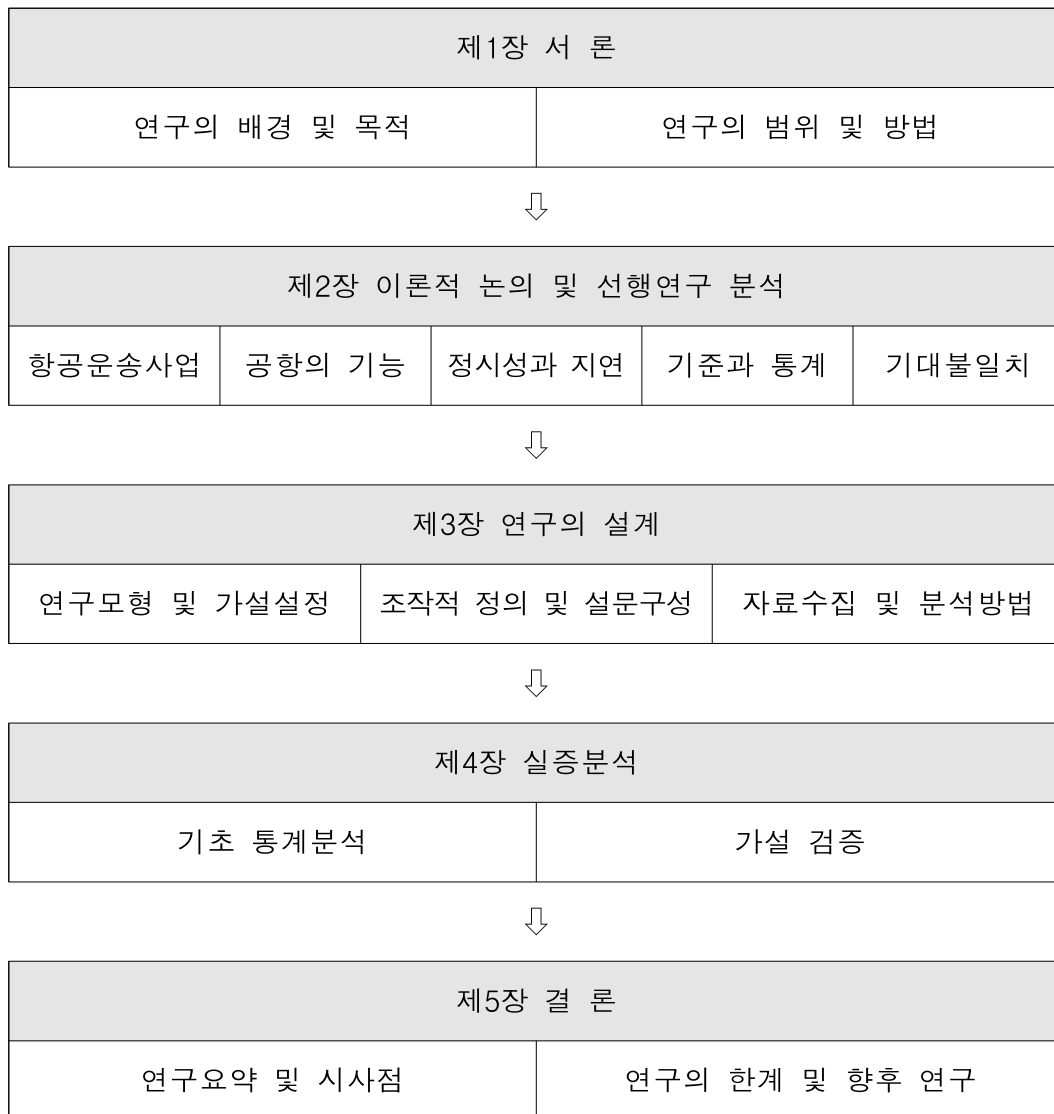 제1장 서 론
연구의 배경 및 목적 연구의 범위 및 방법
⇩
제2장 이론적 논의 및 선행연구 분석
항공운송사업 공항의 기능 정시성과 지연 기준과 통계 기대불일치
⇩
제3장 연구의 설계
연구모형 및 가설설정 조작적 정의 및 설문구성 자료수집 및 분석방법
⇩
제4장 실증분석
기초 통계분석 가설 검증
⇩
제5장 결 론
연구요약 및 시사점 연구의 한계 및 향후 연구